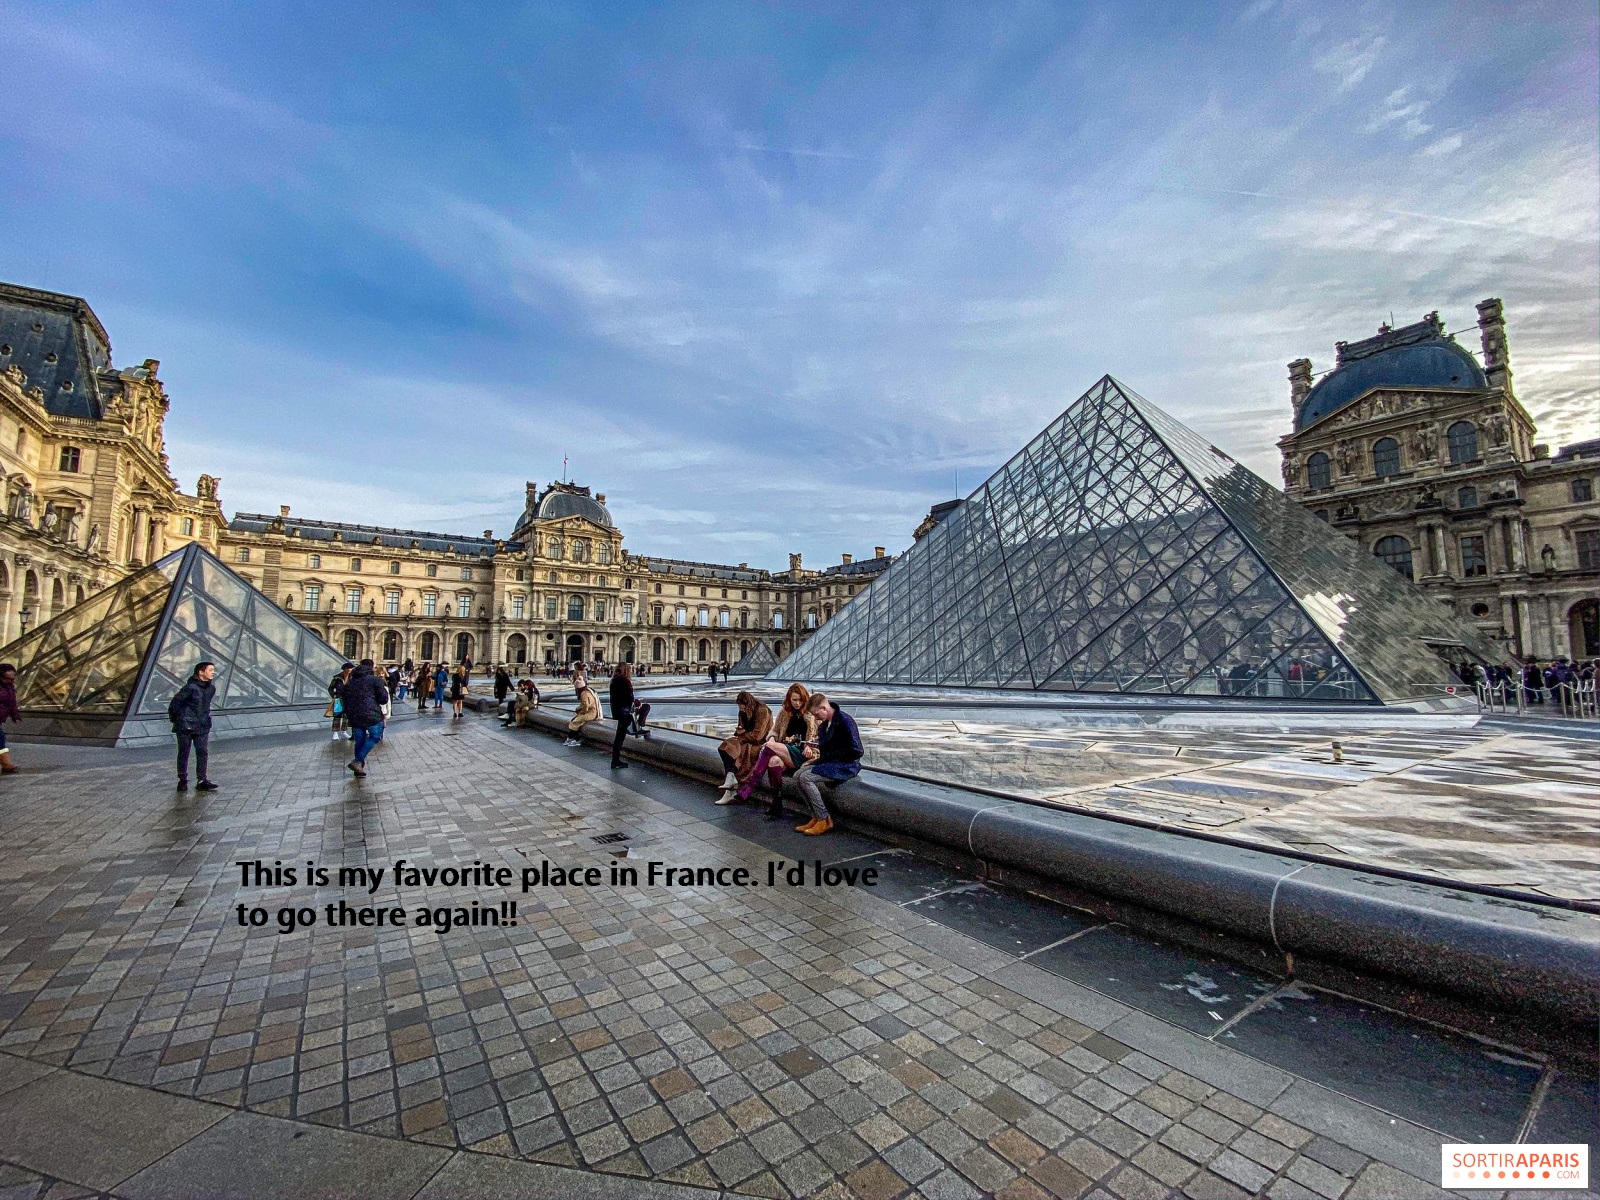 This is my favorite place in France. I'd love
to go there again!!
SORTIRAPARIS
.COM